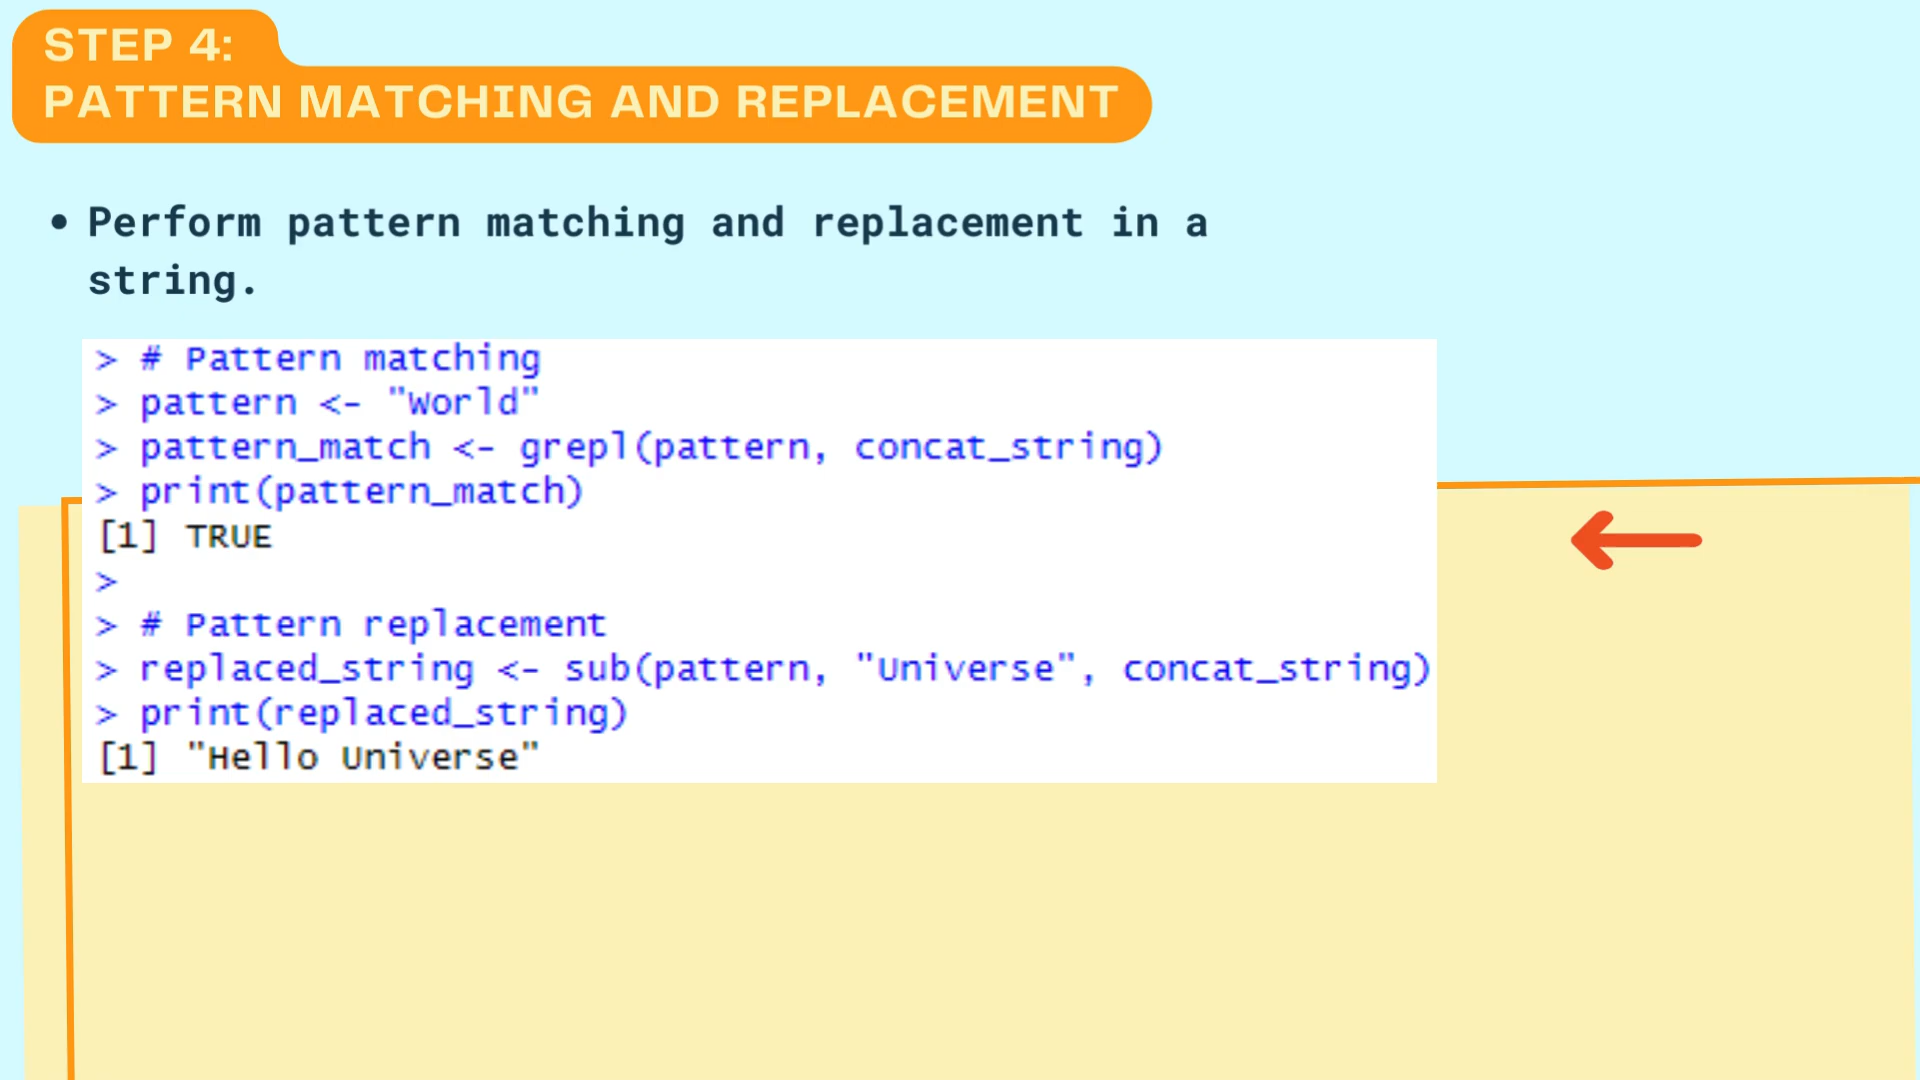 STEP 4:
PATTERN MATCHING AND REPLACEMENT
• Perform pattern matching and replacement in a
string.
> # Pattern matching
> pattern <- "World"
> pattern_match <- grepl(pattern, concat_string)
> print(pattern_match)
[1] TRUE
>
> # Pattern replacement
> replaced_string <- sub(pattern, "Universe", concat_string)
> print(replaced_string)
[1] "Hello Universe"